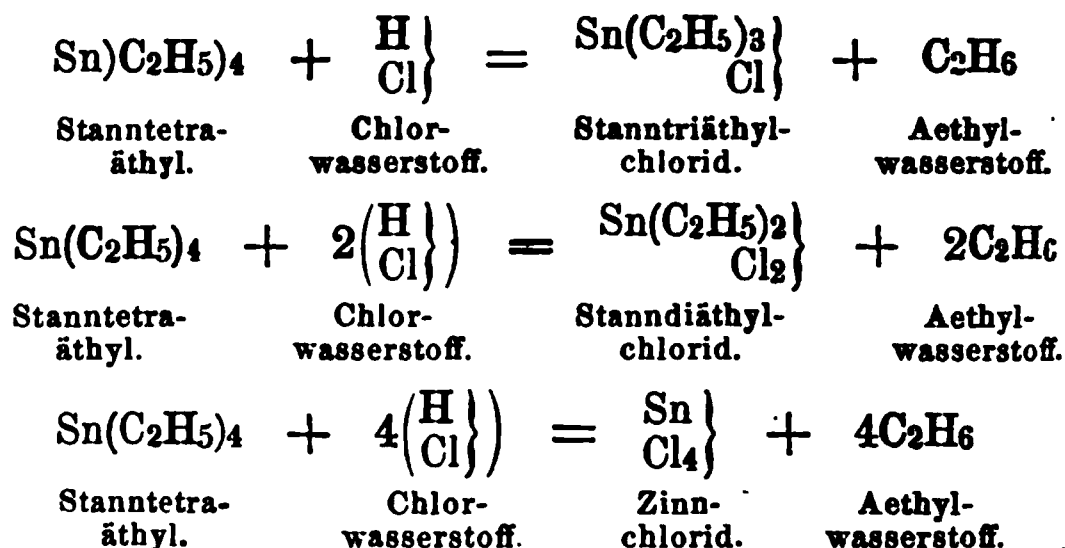 Sn)C2H5)4 + H Cl} = Sn(C2H5)3 Cl} + C2H6
Stanntetra- Chlor- Stanntriäthyl- Aethyl-
äthyl. wasserstoff. chlorid. wasserstoff.
Sn(C2H5)4 + 2(H Cl}) = Sn(C2H5)2 Cl2} + 2C2H6
Stanntetra- Chlor- Stanndiäthyl- Aethyl-
äthyl. wasserstoff. chlorid. wasserstoff.
Sn(C2H5)4 + 4(H Cl}) = Sn Cl4} + 4C2H6
Stanntetra- Chlor- Zinn- Aethyl-
äthyl. wasserstoff. chlorid. wasserstoff.